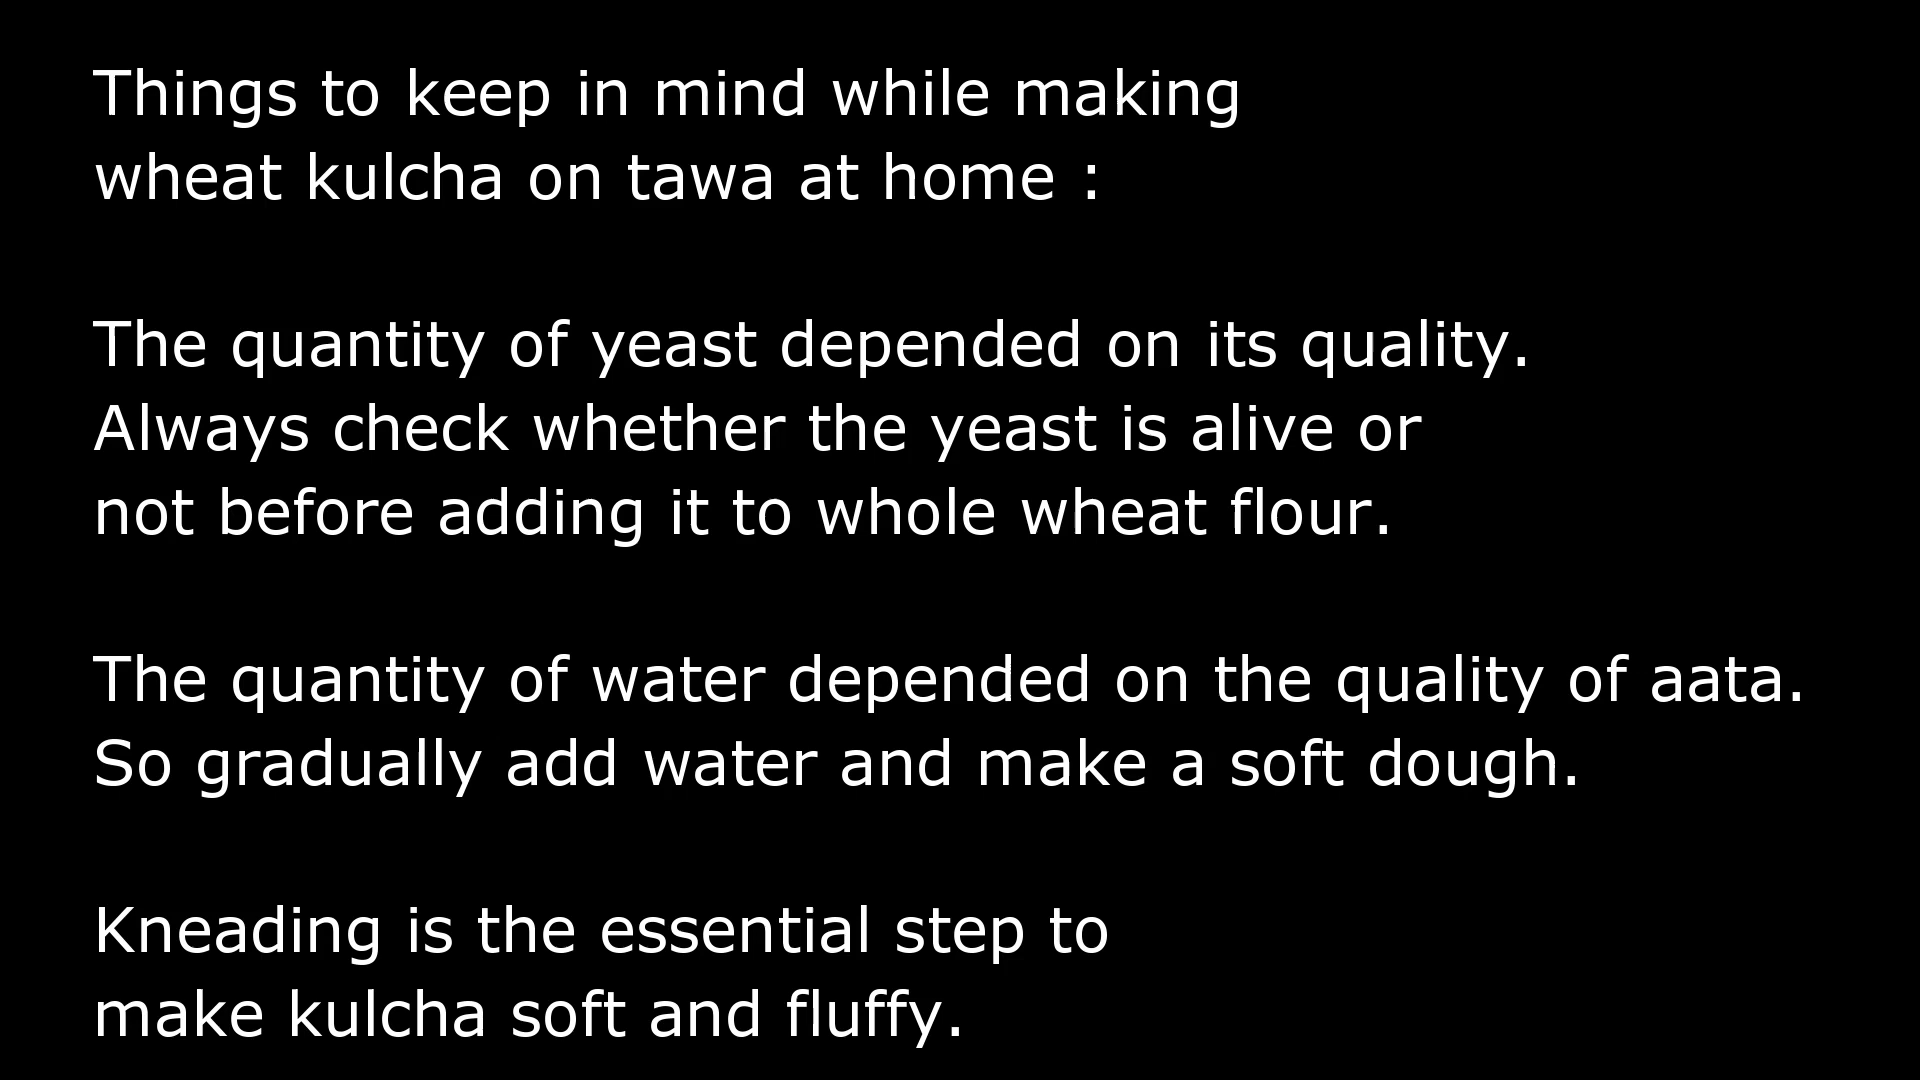 Things to keep in mind while making
wheat kulcha on tawa at home :
The quantity of yeast depended on its quality.
Always check whether the yeast is alive or
not before adding it to whole wheat flour.
The quantity of water depended on the quality of aata.
So gradually add water and make a soft dough.
Kneading is the essential step to
make kulcha soft and fluffy.